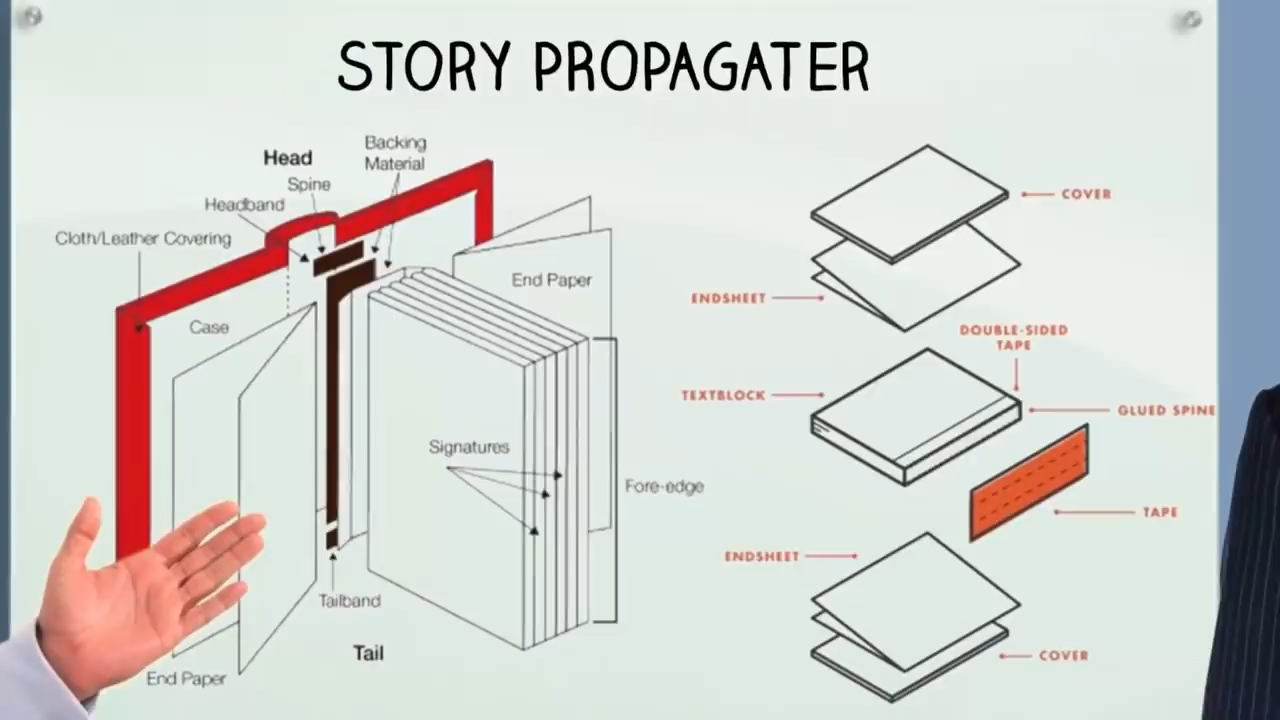 STORY PROPAGATER
Head
Backing
Material
Spine
Headband
Cloth/Leather Covering
End Paper
Case
Signatures
Fore-edge
Tailband
Tail
End Paper
COVER
ENDSHEET
DOUBLE-SIDED
TAPE
TEXTBLOCK
GLUED SPINE
TAPE
ENDSHEET
COVER